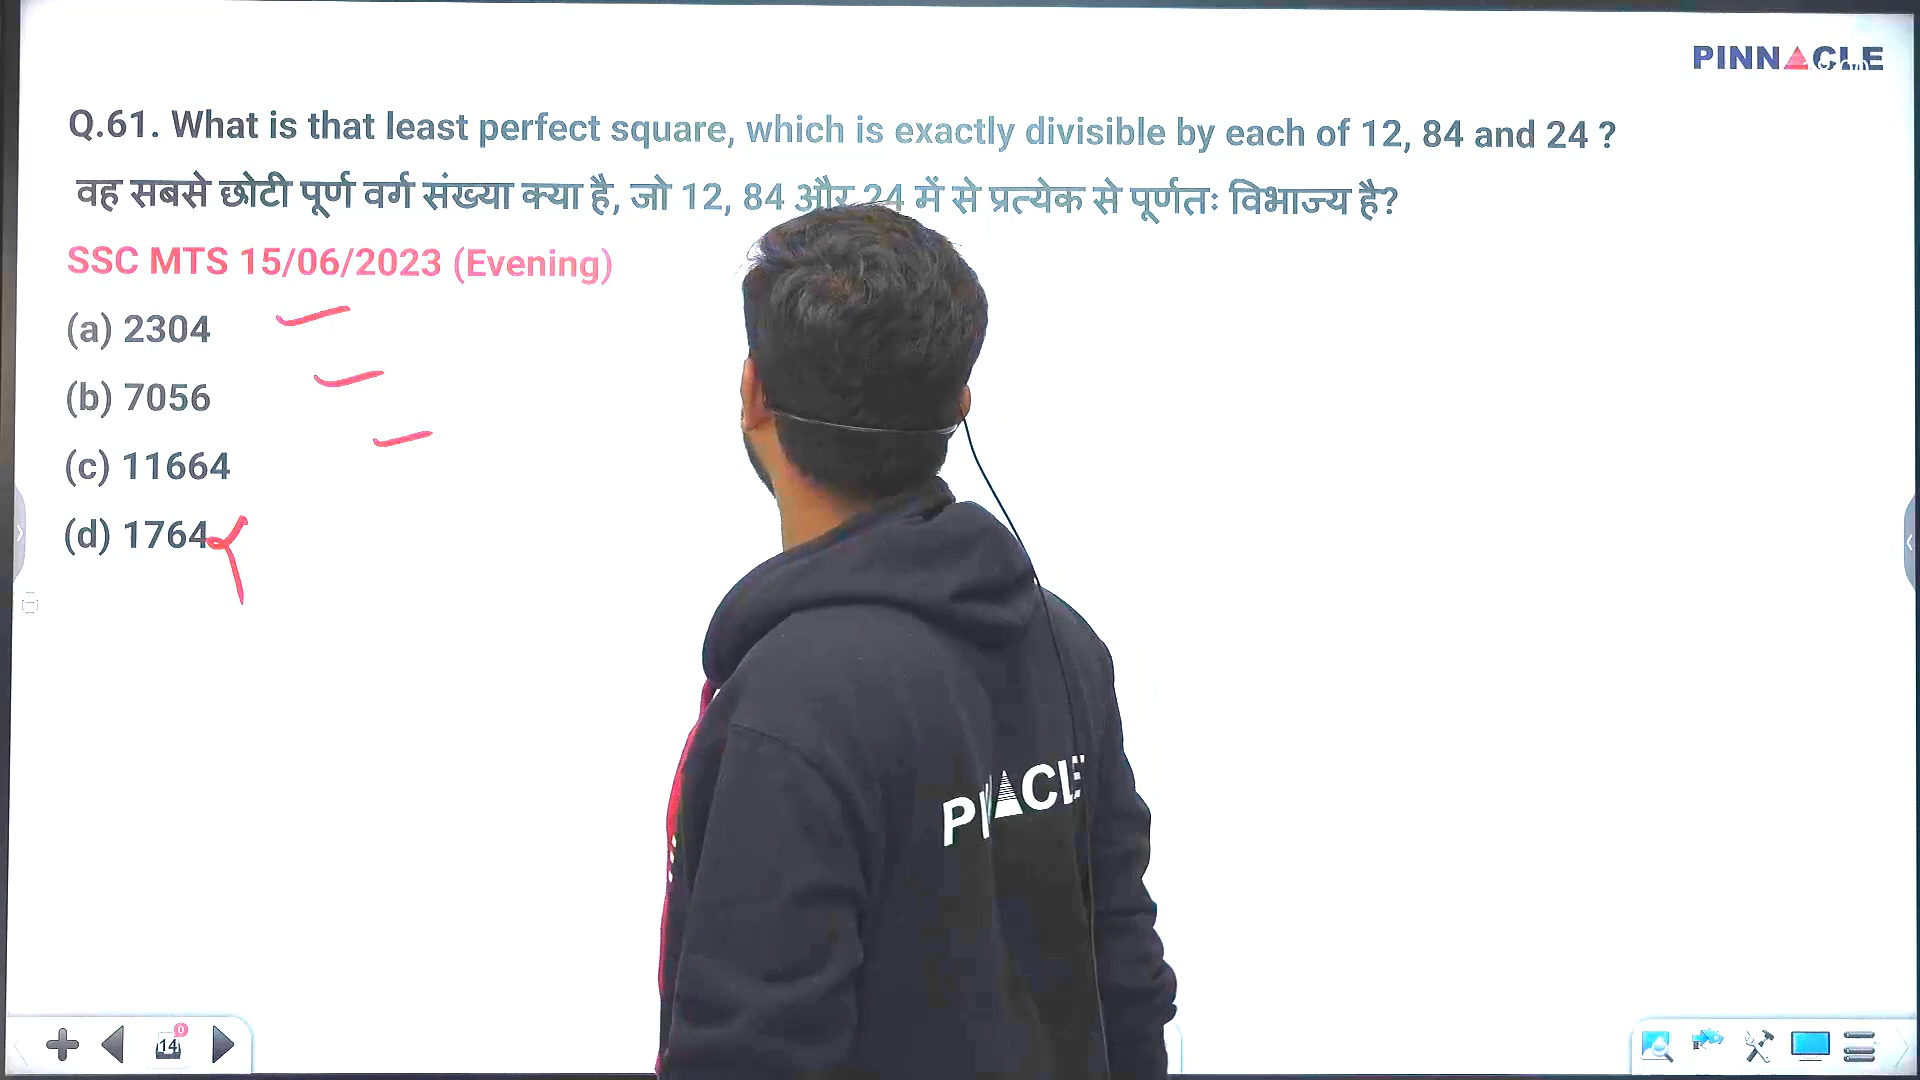 PINNACLE
Q.61. What is that least perfect square, which is exactly divisible by each of 12, 84 and 24 ?
वह सबसे छोटी पूर्ण वर्ग संख्या क्या है, जो 12, 84 और 24 में से प्रत्येक से पूर्णतः विभाज्य है?
SSC MTS 15/06/2023 (Evening)
(a) 2304
(b) 7056
(c) 11664
(d) 1764
14
0